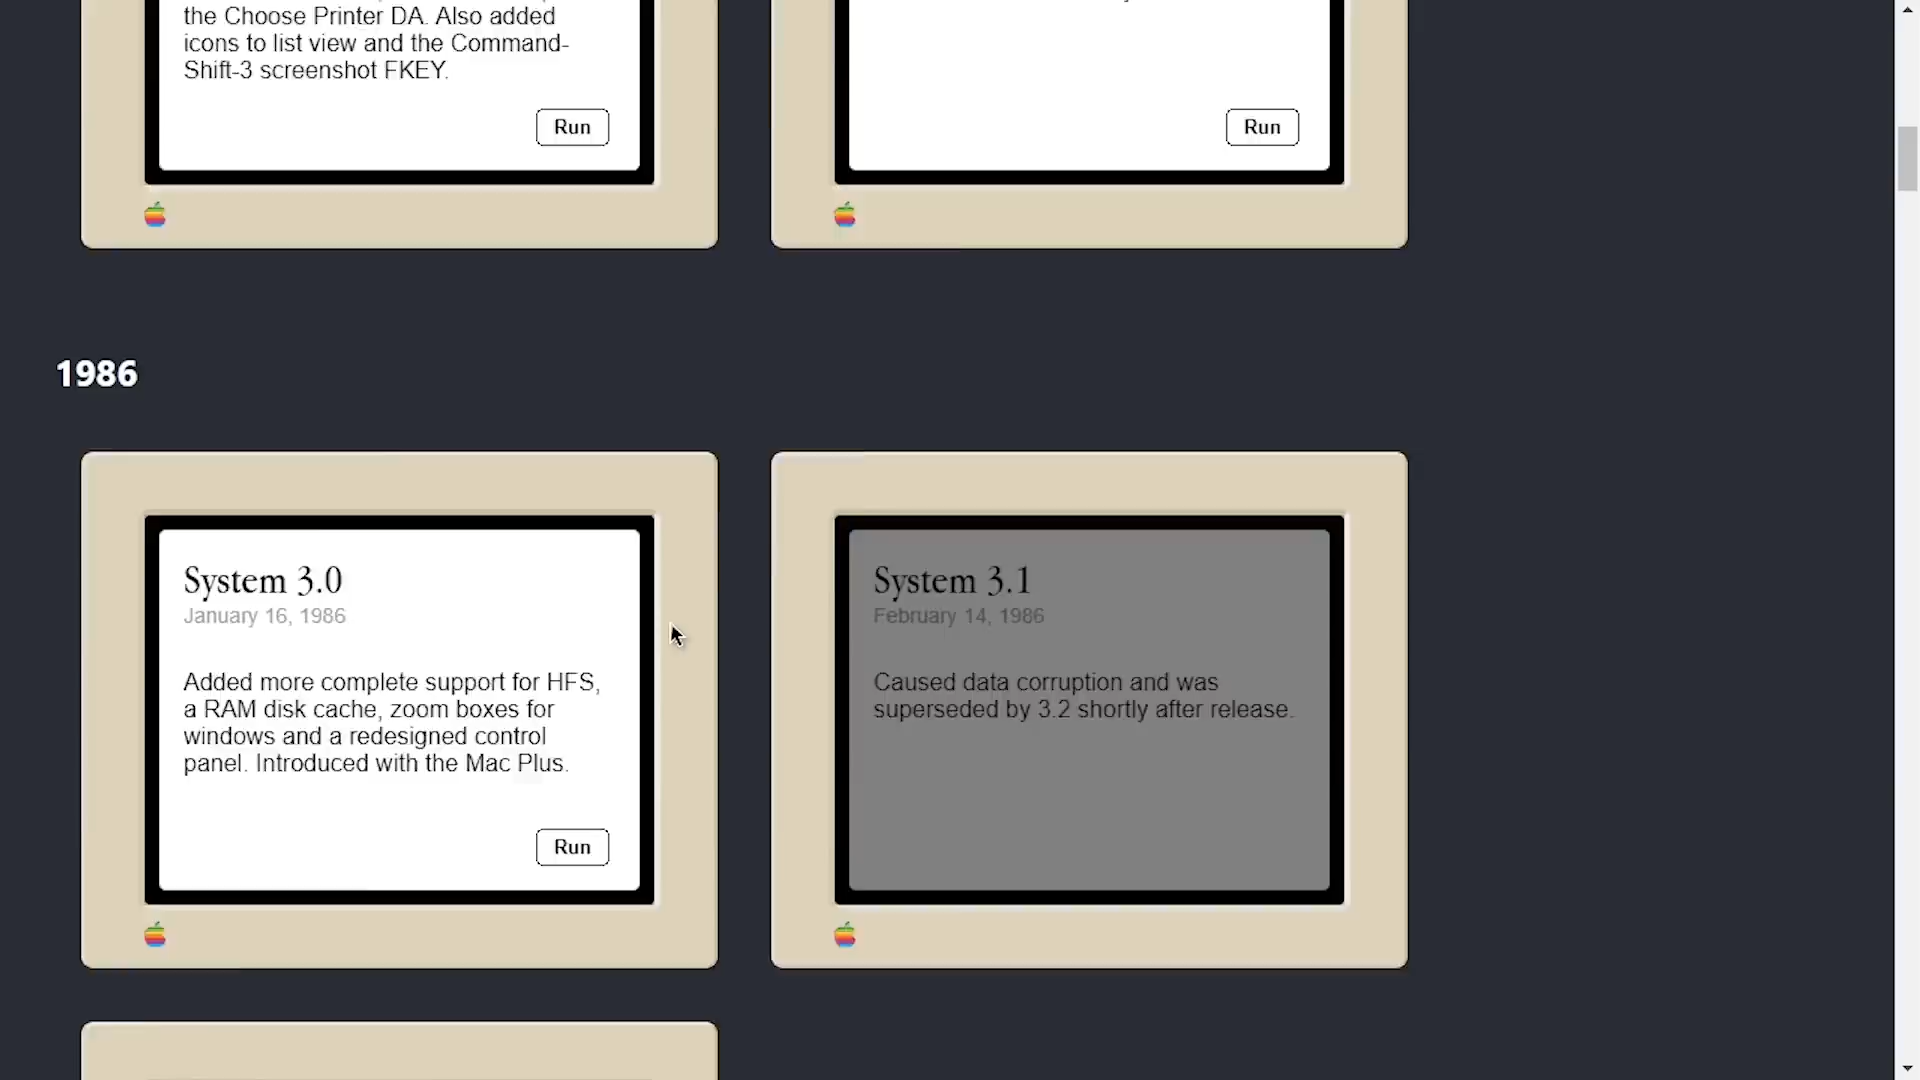 the Choose Printer DA. Also added
icons to list view and the Command-
Shift-3 screenshot FKEY.
Run
Run
1986
System 3.0
January 16, 1986
Added more complete support for HFS,
a RAM disk cache, zoom boxes for
windows and a redesigned control
panel. Introduced with the Mac Plus.
Run
System 3.1
February 14, 1986
Caused data corruption and was
superseded by 3.2 shortly after release.